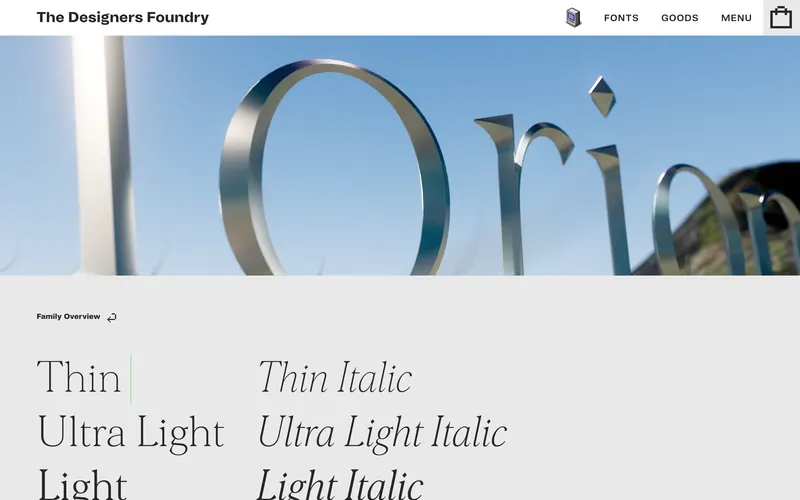 The Designers Foundry
FONTS GOODS MENU
Family Overview
Thin
Thin Italic
Ultra Light
Ultra Light Italic
Light
Light Italic